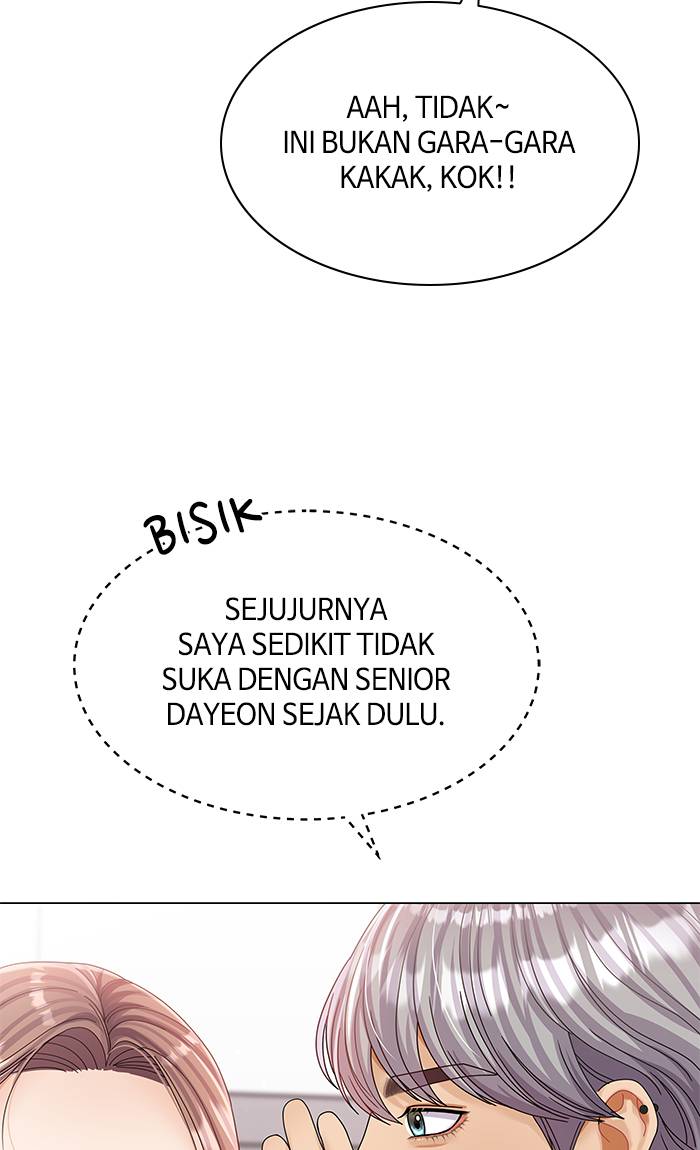 AAH, TIDAK~
INI BUKAN GARA-GARA
KAKAK, KOK!!
BISIK
SEJUJURNYA
SAYA SEDIKIT TIDAK
SUKA DENGAN SENIOR
DAYEON SEJAK DULU.